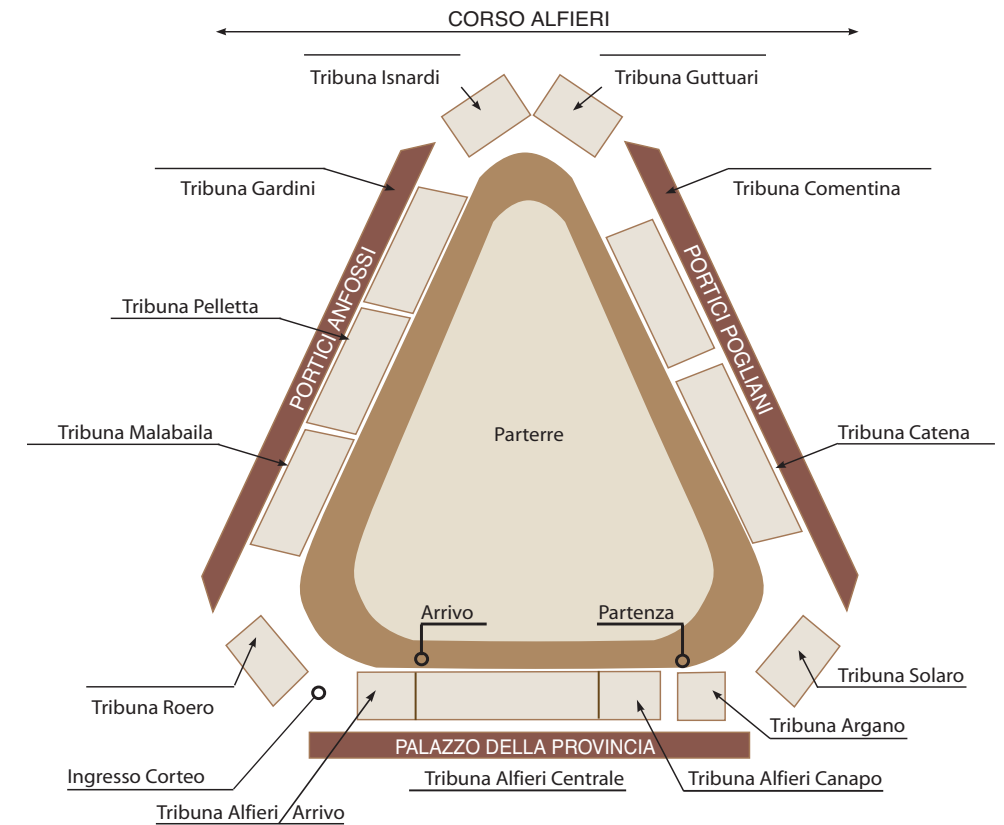 CORSO ALFIERI
Tribuna Isnardi
Tribuna Guttuari
Tribuna Gardini
Tribuna Comentina
PORTICI ANFOSSI
PORTICI POGLIANI
Tribuna Pelletta
Tribuna Malabaila
Parterre
Tribuna Catena
Arrivo
Partenza
Tribuna Solaro
Tribuna Roero
Tribuna Argano
PALAZZO DELLA PROVINCIA
Ingresso Corteo
Tribuna Alfieri Centrale
Tribuna Alfieri Canapo
Tribuna Alfieri Arrivo